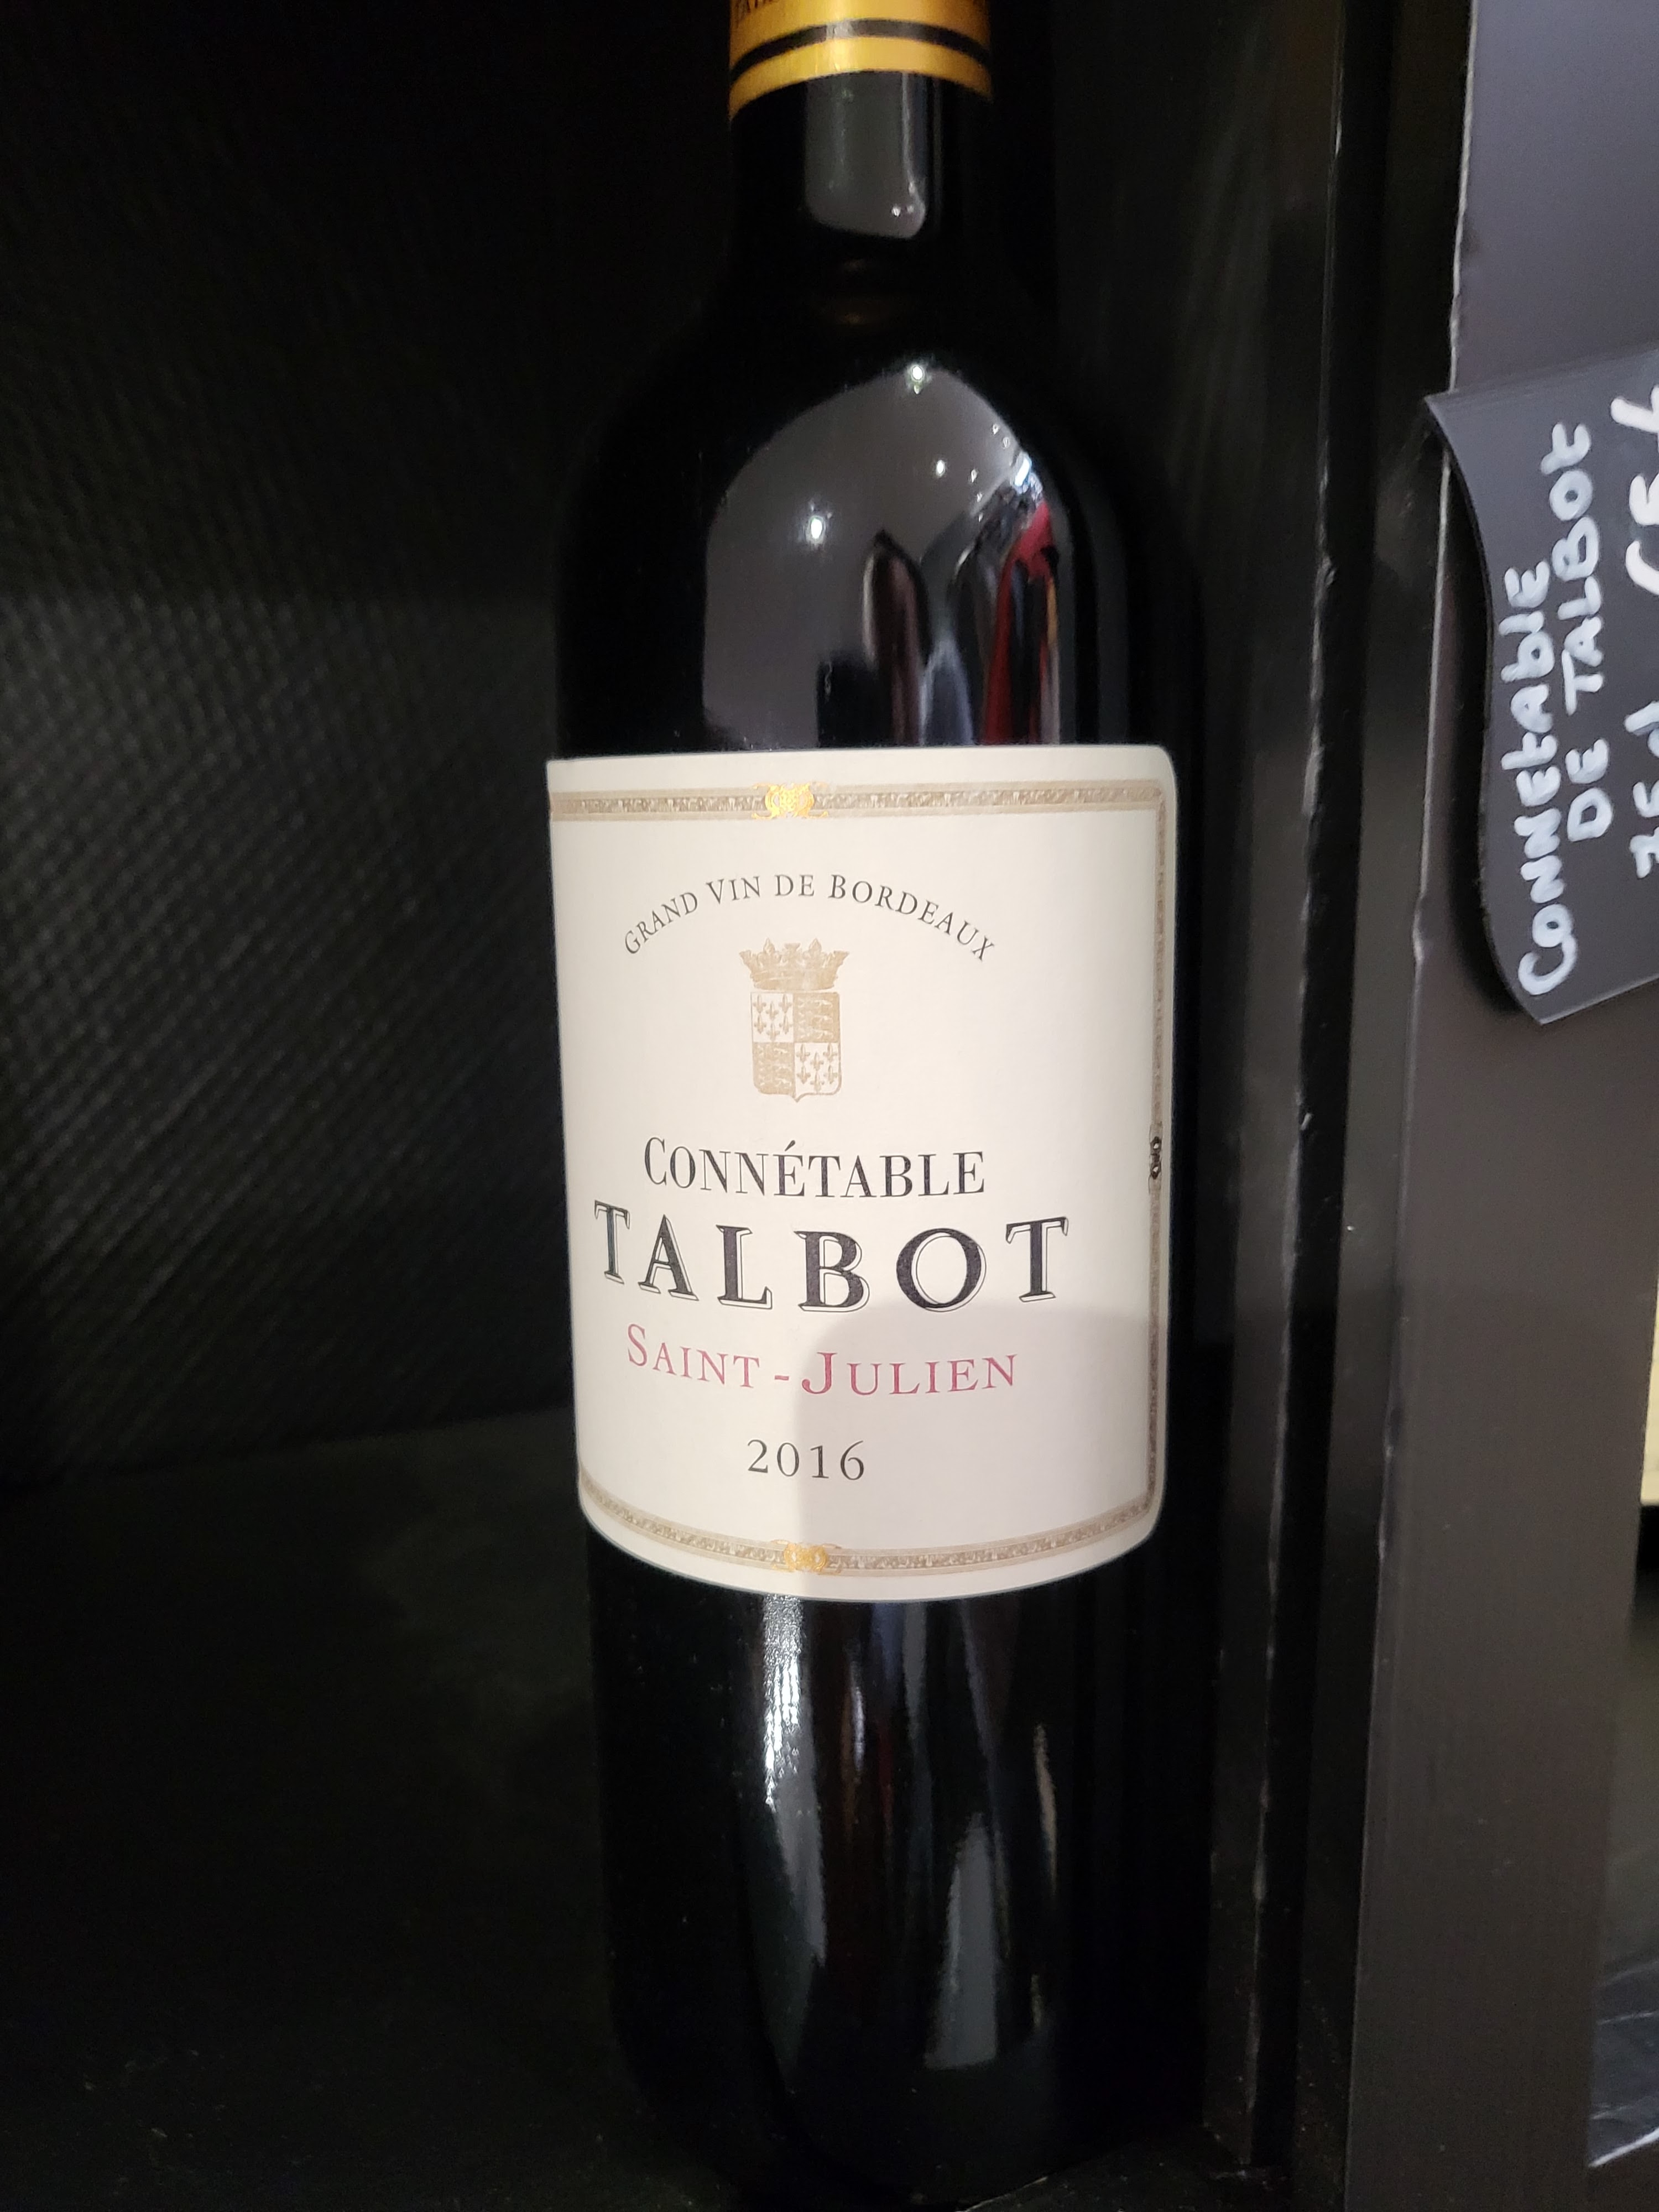 GRAND VIN DE BORDEAUX
CONNÉTABLE
TALBOT
SAINT-JULIEN
2016
CONNEtAblE
DE TALBOt